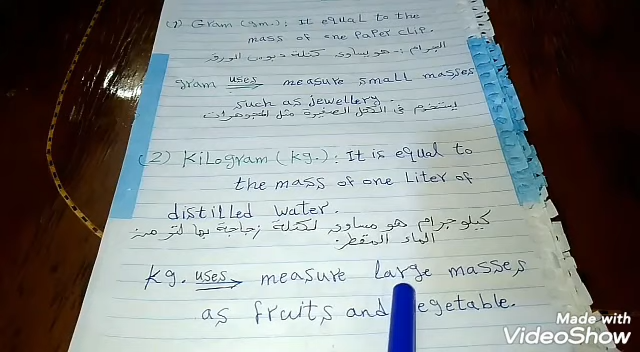 (1) Gram (gm.): It equal to the
mass of one Paper clip.
الجرام :- هو يساوى كتلة دبوس الورق
gram uses measure small masses
such as jewellery.
يستخدم فى الكتل الصغيرة مثل المجوهرات
(2) KiLogram (kg.): It is equal to
the mass of one Liter of
distilled water.
كيلو جرام هو مساوى لكتلة زجاجة بها لتر من
الماء المقطر.
kg. uses measure large masses
as fruits and egetable.
Made with
VideoShow